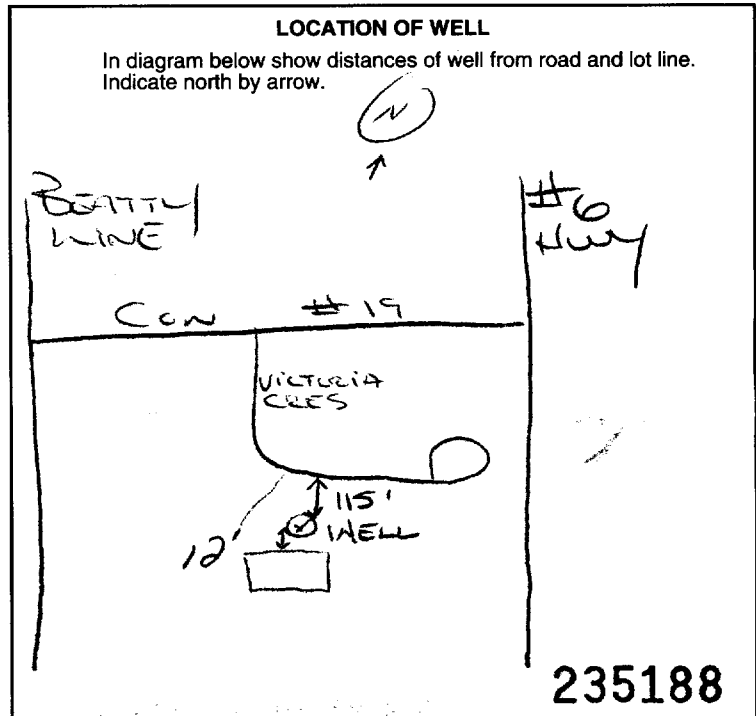 LOCATION OF WELL
In diagram below show distances of well from road and lot line.
Indicate north by arrow.
N
BEATTY
LINE
#6
HWY
CON #19
VICTORIA
CRES
115'
WELL
12'
235188